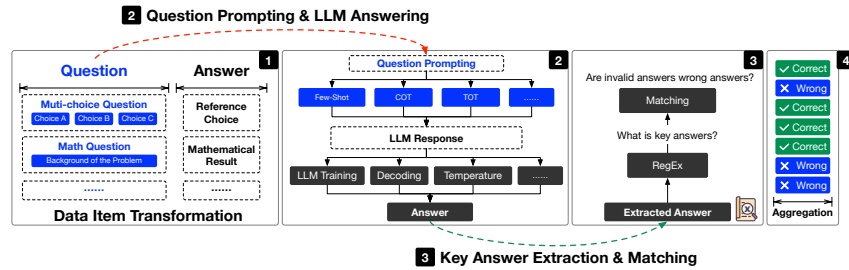 2 Question Prompting & LLM Answering
1
Question
Answer
Muti-choice Question
Choice A
Choice B
Choice C
Reference
Choice
Math Question
Background of the Problem
Mathematical
Result
......
......
Data Item Transformation
2
Question Prompting
Few-Shot
COT
TOT
......
LLM Response
LLM Training
Decoding
Temperature
......
Answer
3
Are invalid answers wrong answers?
Matching
What is key answers?
RegEx
Extracted Answer
4
Correct
Wrong
Correct
Correct
Correct
Wrong
Wrong
Aggregation
3 Key Answer Extraction & Matching